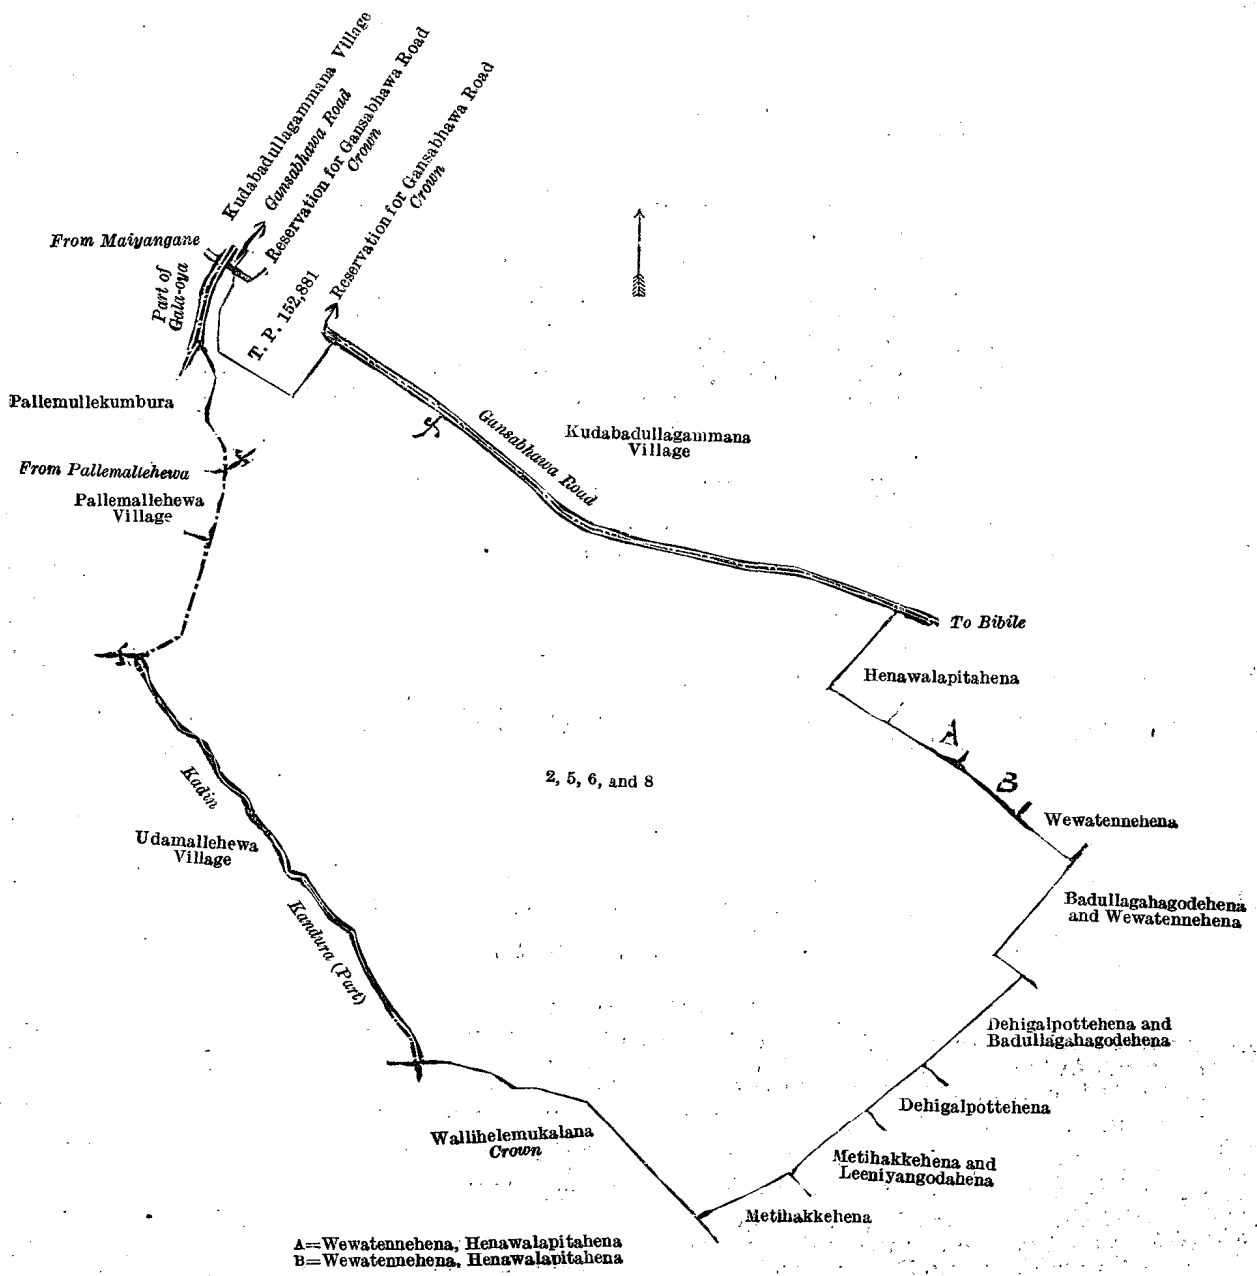 Kudabadullagammana Village
Gansabhawa Road
Reservation for Gansabhawa Road
Crown
Reservation for Gansabhawa Road
Crown
From Maiyangane
Part of
Gala-oya
T. P. 152,881
Pallemullekumbura
Gansabhawa Road
Kudabadullagammana
Village
From Pallemallehewa
Pallemallehewa
Village
To Bibile
Henawalapitahena
A
2, 5, 6, and 8
B
Kadin
Wewatennehena
Udamallehewa
Village
Badullagahagodehena
and Wewatennehena
Kandura (Part)
Dehigalpottehena and
Badullagahagodehena
Dehigalpottehena
Wallihelemukalana
Crown
Metihakkehena and
Leeniyangodahena
Metihakkehena
A=Wewatennehena, Henawalapitahena
B=Wewatennehena, Henawalapitahena